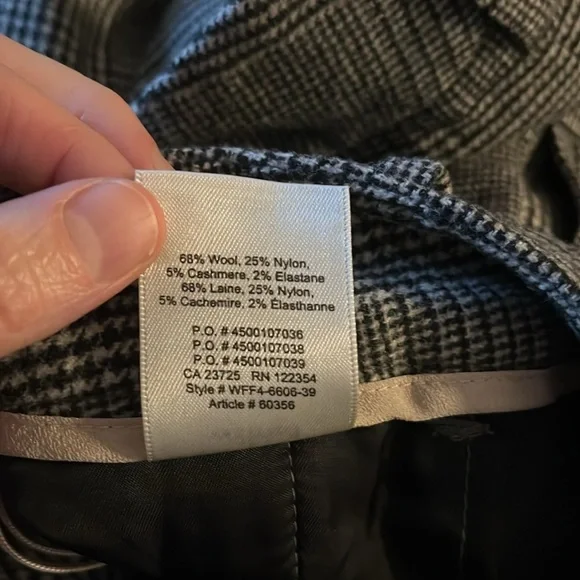 68% Wool, 25% Nylon,
5% Cashmere, 2% Elastane
68% Laine, 25% Nylon,
5% Cachemire, 2% Élasthanne
P.O. # 4500107036
P.O. # 4500107038
P.O. # 4500107039
CA 23725 RN 122354
Style # WFF4-6606-39
Article # 60356